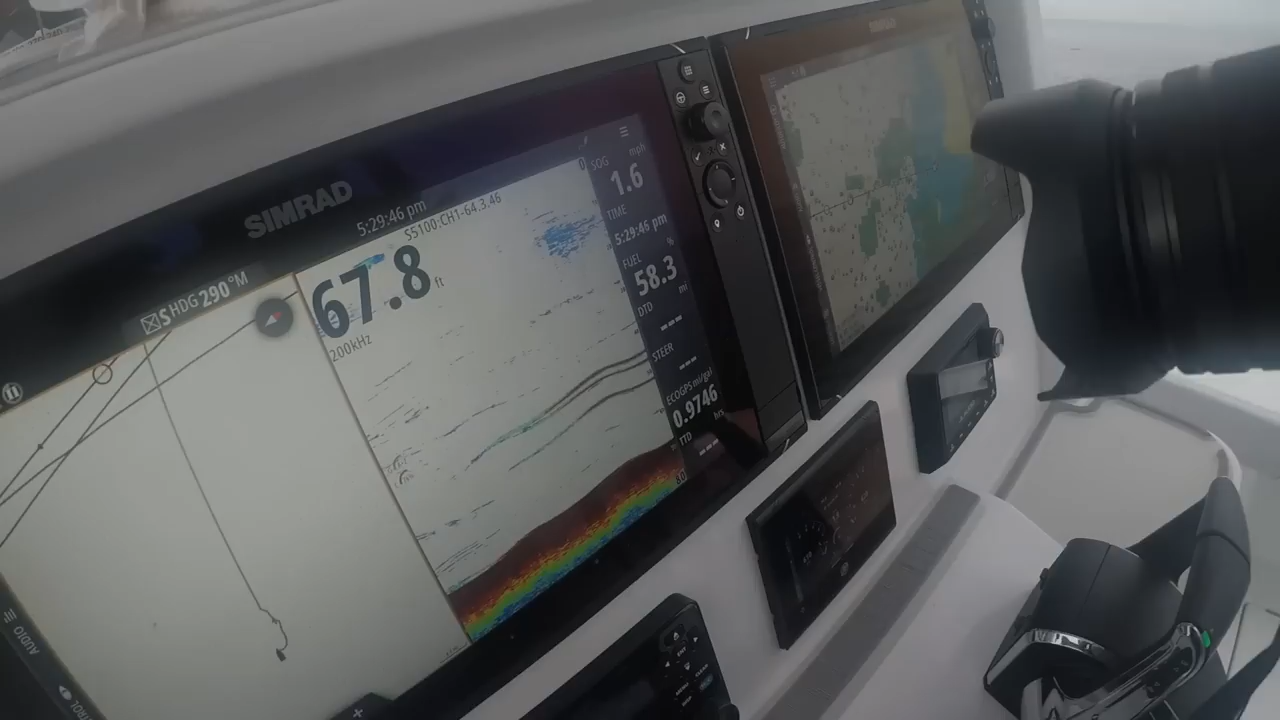 SIMRAD
5:29:46 pm
S5100:CH1-64.3.46
S HDG 290 °M
67.8 ft
200kHz
0
80
SOG mph
1.6
TIME
5:29:46 pm
FUEL %
58.3
DTD mi
---
STEER
---
ECOGPS mi/gal
0.9746
TTD hrs
---
AUDIO